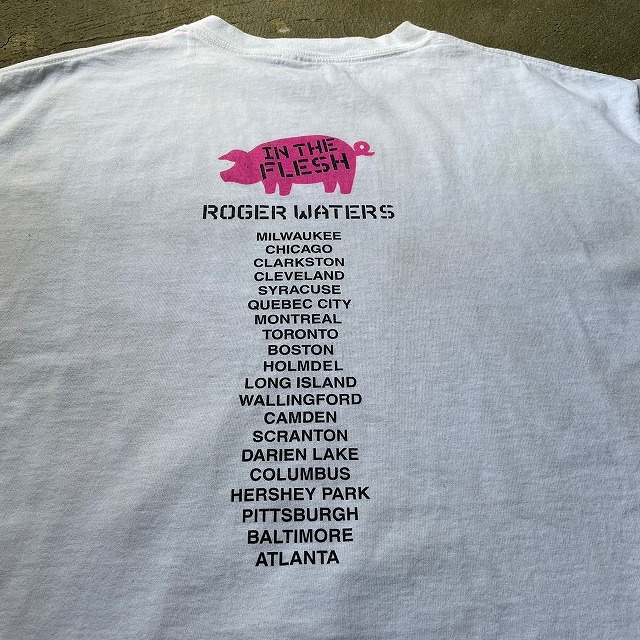 IN THE
FLESH
ROGER WATERS
MILWAUKEE
CHICAGO
CLARKSTON
CLEVELAND
SYRACUSE
QUEBEC CITY
MONTREAL
TORONTO
BOSTON
HOLMDEL
LONG ISLAND
WALLINGFORD
CAMDEN
SCRANTON
DARIEN LAKE
COLUMBUS
HERSHEY PARK
PITTSBURGH
BALTIMORE
ATLANTA